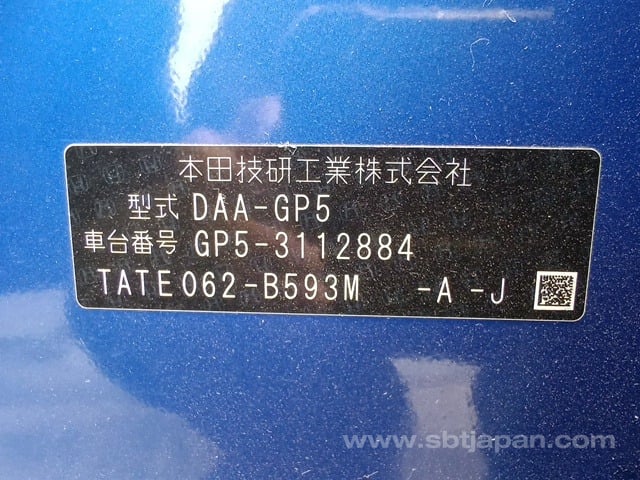 本田技研工業株式会社
型式 DAA-GP5
車台番号 GP5-3112884
TATE062-B593M -A -J
www.sbtjapan.com